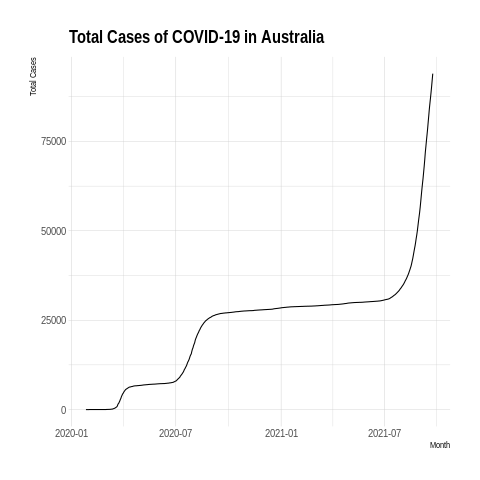 Total Cases of COVID-19 in Australia
Total Cases
75000
50000
25000
0
2020-01 2020-07 2021-01 2021-07
Month